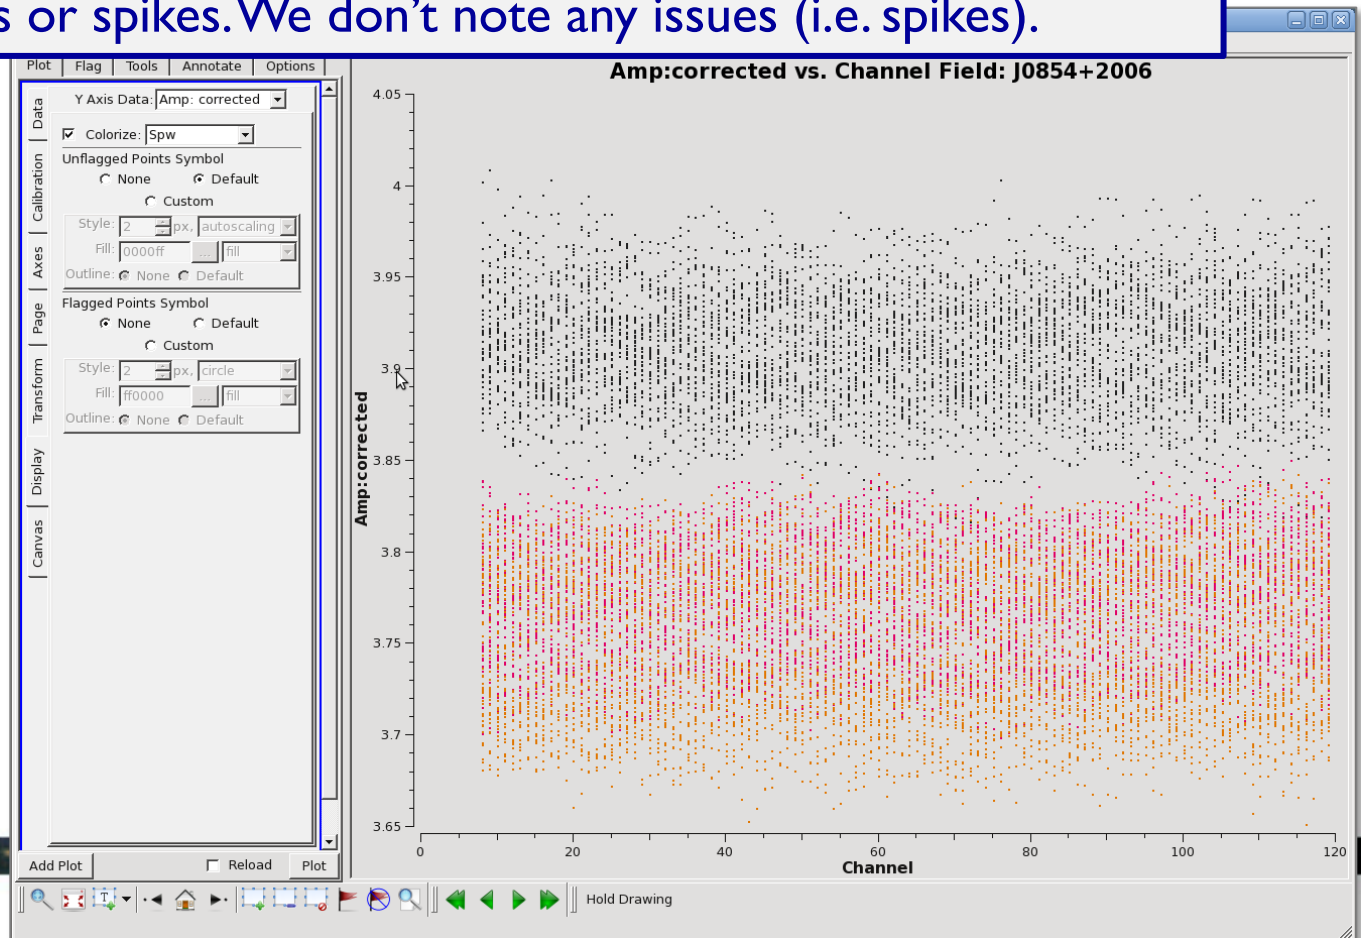 s or spikes. We don't note any issues (i.e. spikes).
Plot Flag Tools Annotate Options
Data
Calibration
Axes
Page
Transform
Display
Canvas
Y Axis Data: Amp: corrected
Colorize: Spw
Unflagged Points Symbol
None Default
Custom
Style: 2 px, autoscaling
Fill: 0000ff ... fill
Outline: None Default
Flagged Points Symbol
None Default
Custom
Style: 2 px, circle
Fill: ff0000 ... fill
Outline: None Default
Add Plot Reload Plot
Amp:corrected vs. Channel Field: J0854+2006
Amp:corrected
4.05
4
3.95
3.9
3.85
3.8
3.75
3.7
3.65
0 20 40 60 80 100 120
Channel
T
Hold Drawing